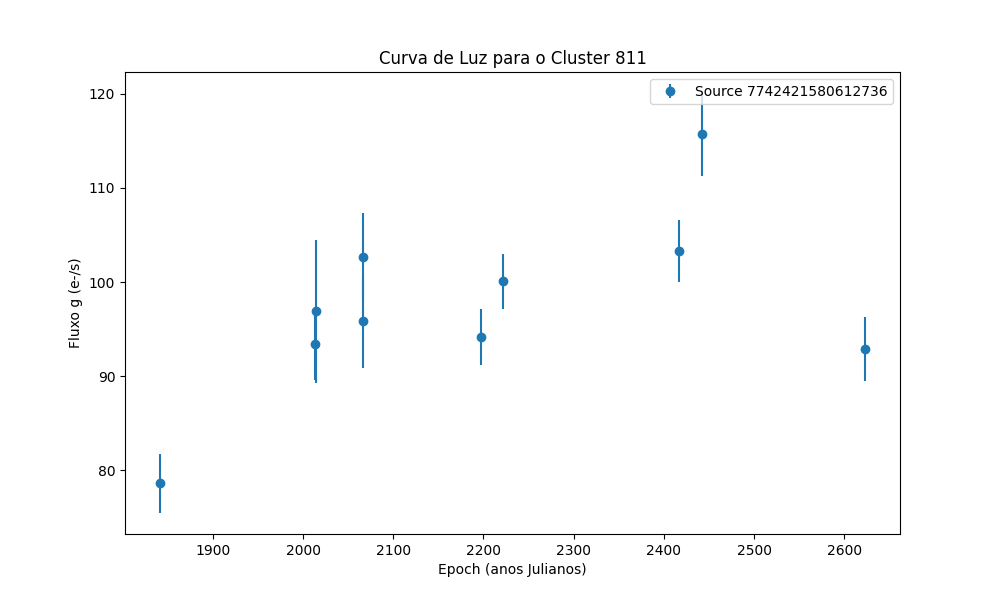 Curva de Luz para o Cluster 811
Source 7742421580612736
120
110
100
90
80
Fluxo g (e-/s)
1900 2000 2100 2200 2300 2400 2500 2600
Epoch (anos Julianos)